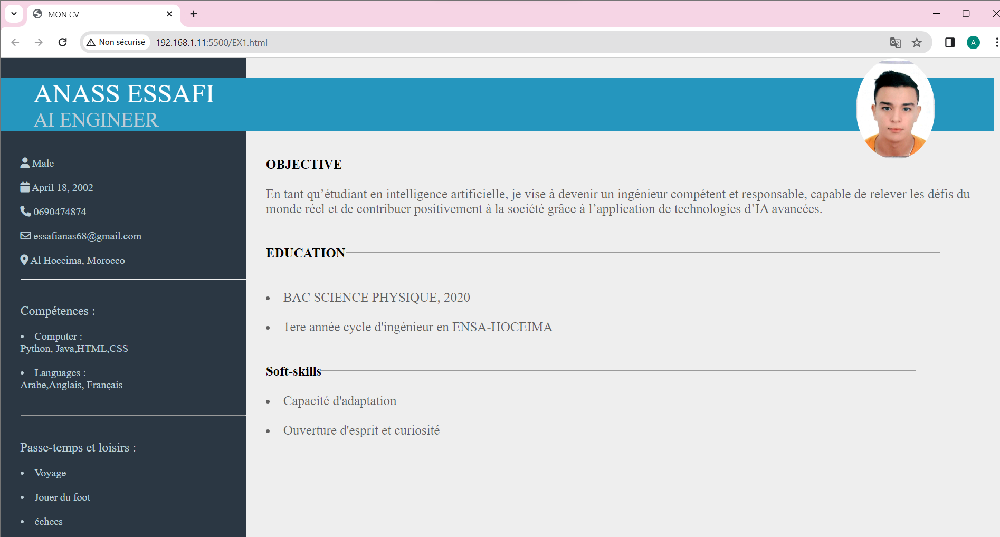 MON CV
Non sécurisé
192.168.1.11:5500/EX1.html
A
ANASS ESSAFI
AI ENGINEER
Male
April 18, 2002
0690474874
essafianas68@gmail.com
Al Hoceima, Morocco
Compétences :
• Computer :
Python, Java,HTML,CSS
• Languages :
Arabe,Anglais, Français
Passe-temps et loisirs :
• Voyage
• Jouer du foot
• échecs
OBJECTIVE
En tant qu’étudiant en intelligence artificielle, je vise à devenir un ingénieur compétent et responsable, capable de relever les défis du
monde réel et de contribuer positivement à la société grâce à l’application de technologies d’IA avancées.
EDUCATION
• BAC SCIENCE PHYSIQUE, 2020
• 1ere année cycle d'ingénieur en ENSA-HOCEIMA
Soft-skills
• Capacité d'adaptation
• Ouverture d'esprit et curiosité